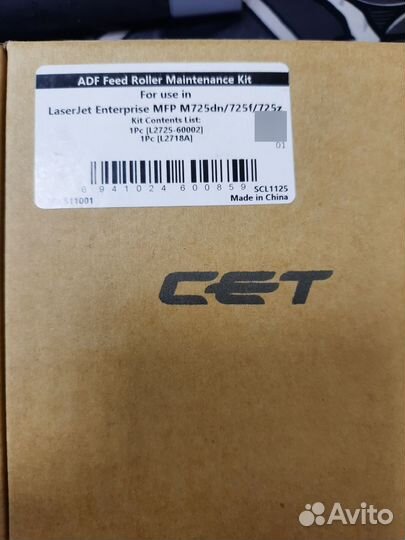 ADF Feed Roller Maintenance Kit
For use in
LaserJet Enterprise MFP M725dn/725f/725z
Kit Contents List:
1Pc [L2725-60002]
1Pc [L2718A]
01
6 941024 600859
SCL1125
511001
Made in China
CET
Avito